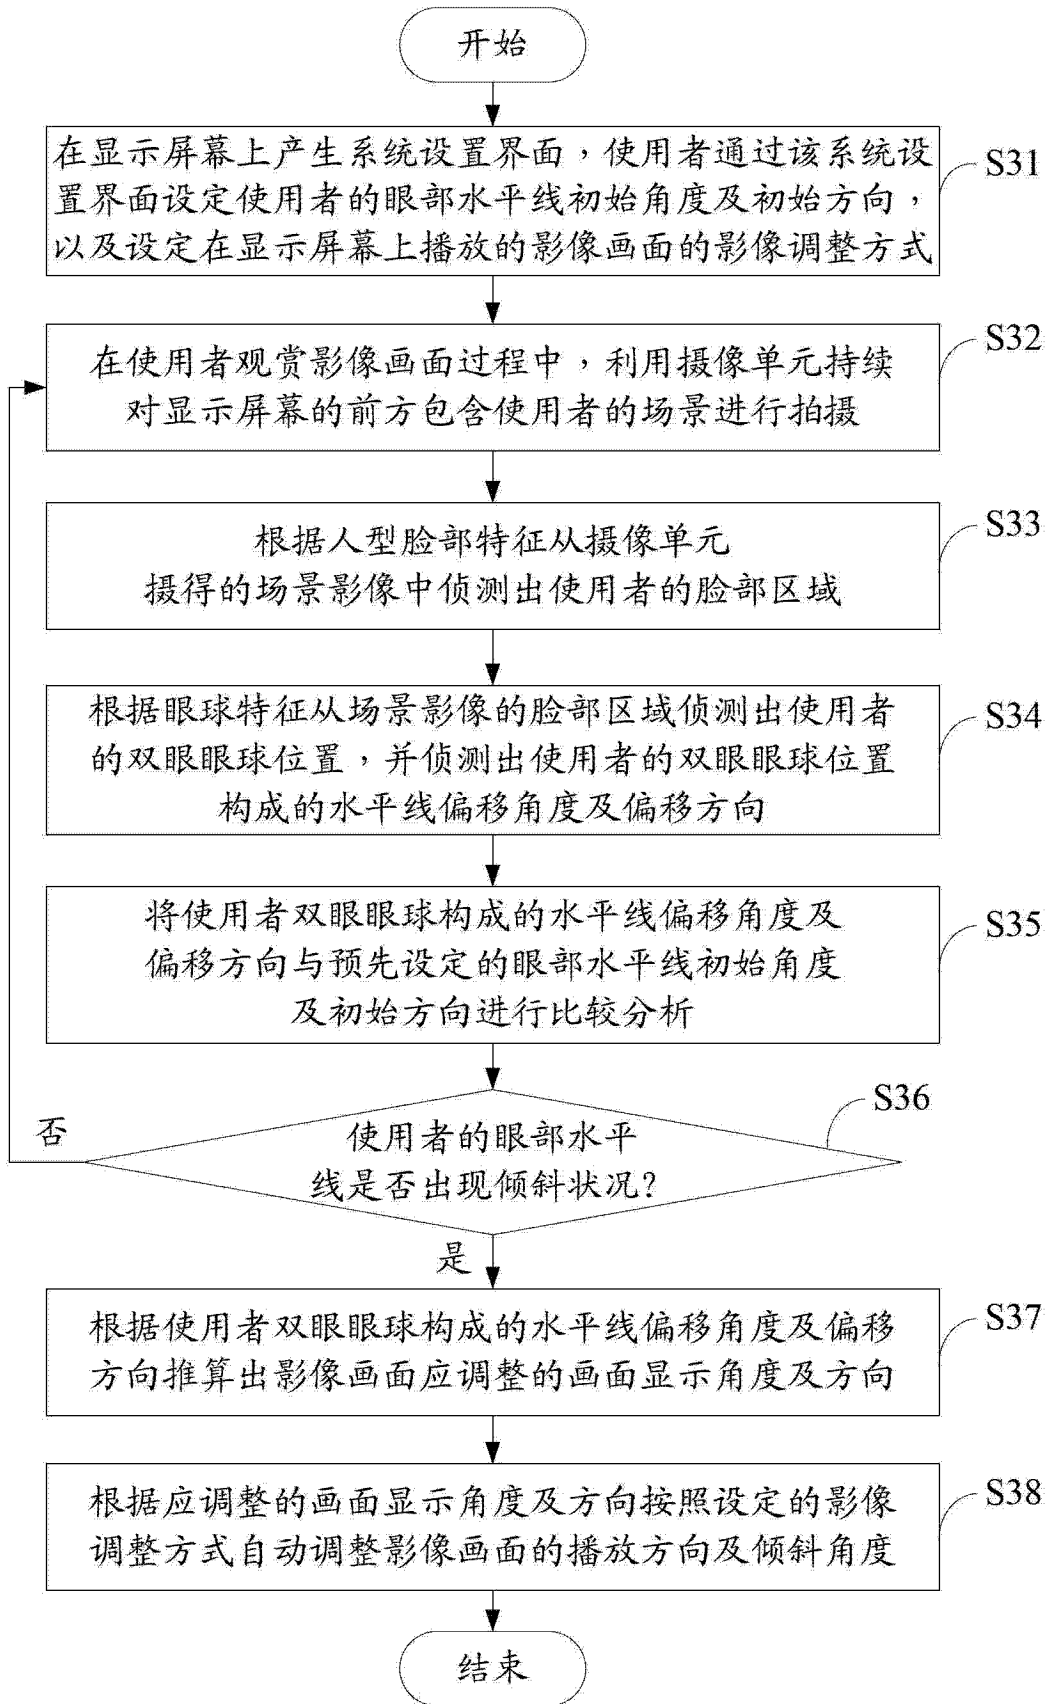 开始
在显示屏幕上产生系统设置界面，使用者通过该系统设
置界面设定使用者的眼部水平线初始角度及初始方向，
以及设定在显示屏幕上播放的影像画面的影像调整方式
S31
在使用者观赏影像画面过程中，利用摄像单元持续
对显示屏幕的前方包含使用者的场景进行拍摄
S32
根据人型脸部特征从摄像单元
摄得的场景影像中侦测出使用者的脸部区域
S33
根据眼球特征从场景影像的脸部区域侦测出使用者
的双眼眼球位置，并侦测出使用者的双眼眼球位置
构成的水平线偏移角度及偏移方向
S34
将使用者双眼眼球构成的水平线偏移角度及
偏移方向与预先设定的眼部水平线初始角度
及初始方向进行比较分析
S35
使用者的眼部水平
线是否出现倾斜状况?
S36
否
是
根据使用者双眼眼球构成的水平线偏移角度及偏移
方向推算出影像画面应调整的画面显示角度及方向
S37
根据应调整的画面显示角度及方向按照设定的影像
调整方式自动调整影像画面的播放方向及倾斜角度
S38
结束